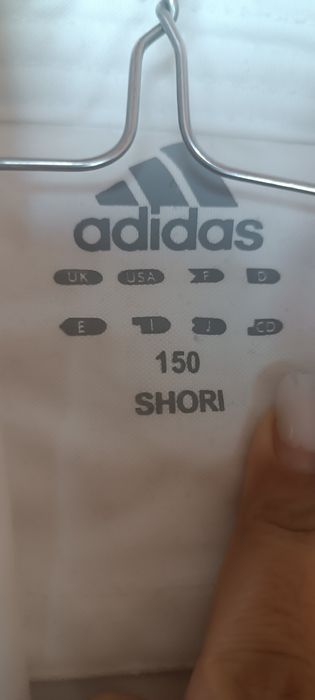 adidas
UK USA F D
E I J CD
150
SHORI